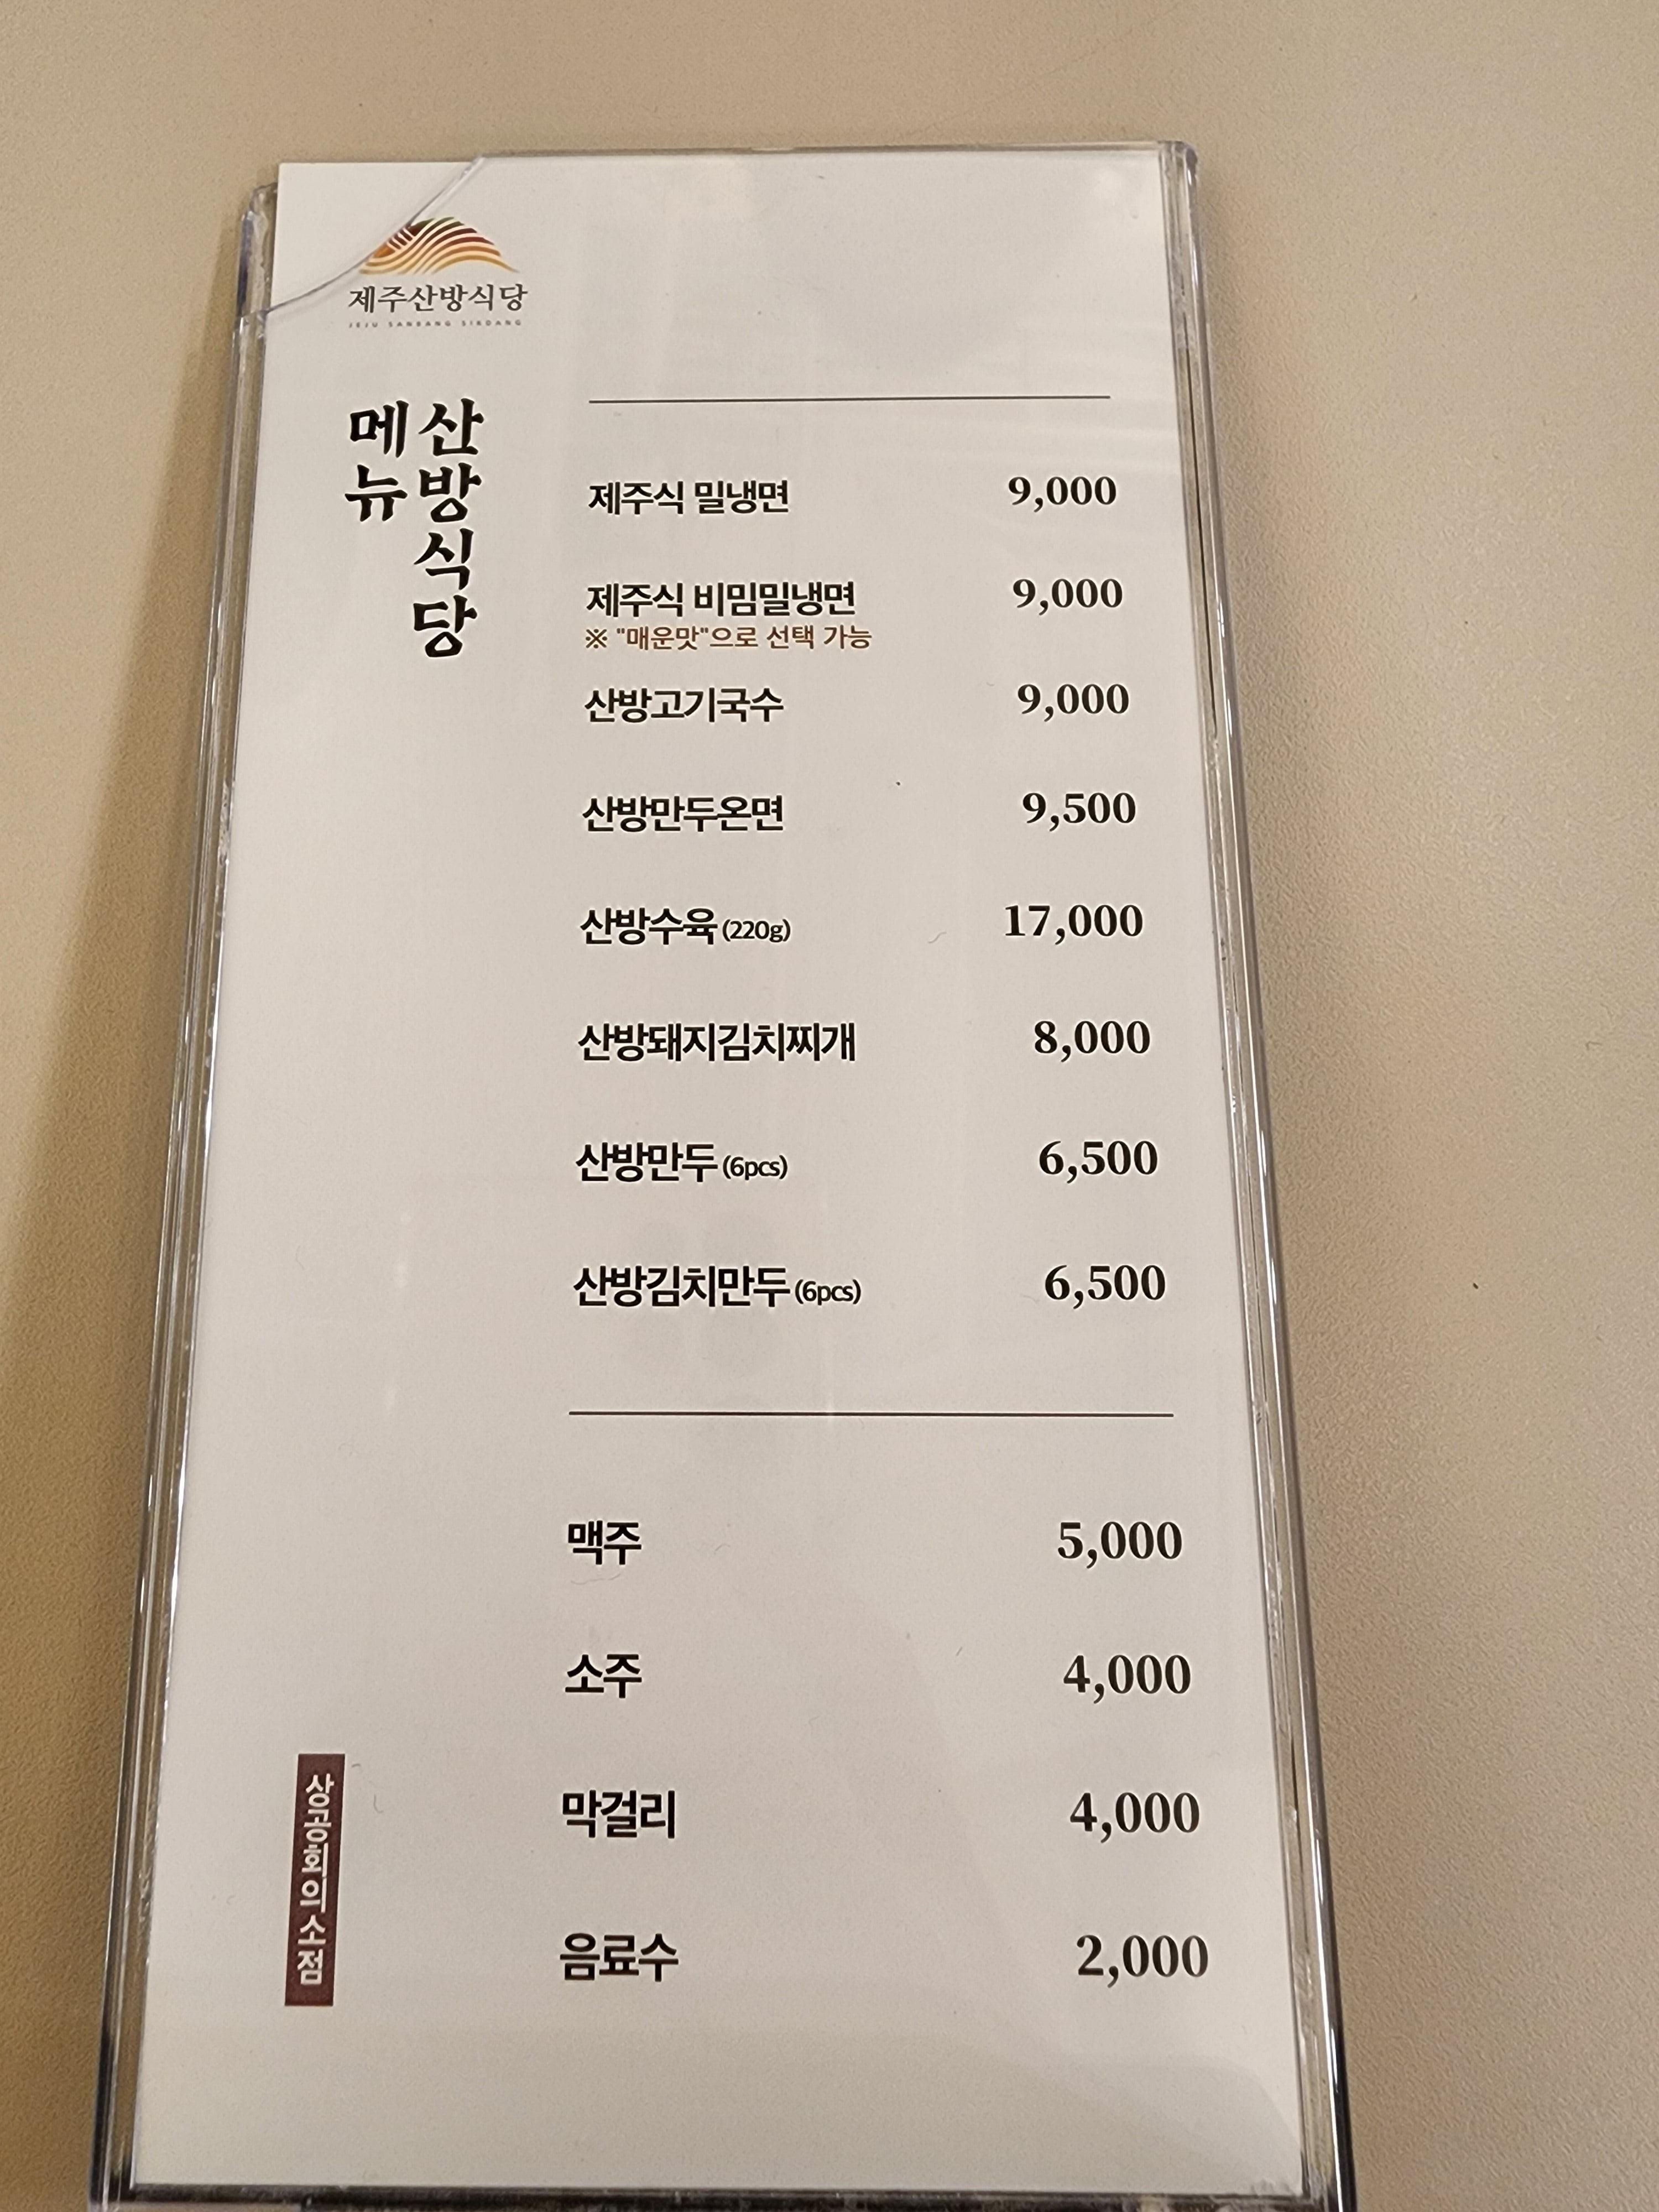 제주산방식당
JEJU SANBANG SIKDANG
산방식당
메뉴
제주식 밀냉면 9,000
제주식 비밈밀냉면 9,000
※ "매운맛"으로 선택 가능
산방고기국수 9,000
산방만두온면 9,500
산방수육 (220g) 17,000
산방돼지김치찌개 8,000
산방만두 (6pcs) 6,500
산방김치만두 (6pcs) 6,500
맥주 5,000
소주 4,000
막걸리 4,000
음료수 2,000
상공회의소점